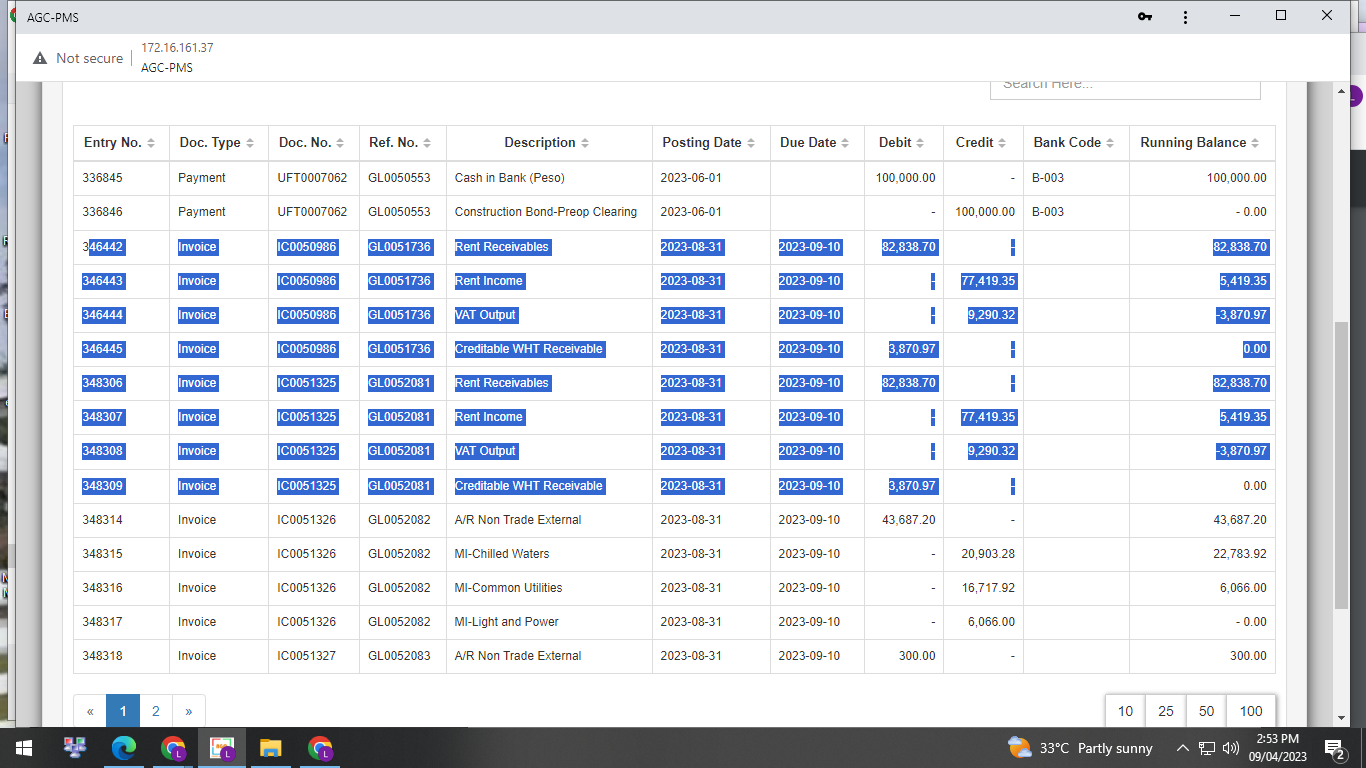 AGC-PMS
Not secure 172.16.161.37
AGC-PMS
Search Here...
Entry No. Doc. Type Doc. No. Ref. No. Description Posting Date Due Date Debit Credit Bank Code Running Balance
336845 Payment UFT0007062 GL0050553 Cash in Bank (Peso) 2023-06-01 100,000.00 - B-003 100,000.00
336846 Payment UFT0007062 GL0050553 Construction Bond-Preop Clearing 2023-06-01 - 100,000.00 B-003 - 0.00
346442 Invoice IC0050986 GL0051736 Rent Receivables 2023-08-31 2023-09-10 82,838.70 - 82,838.70
346443 Invoice IC0050986 GL0051736 Rent Income 2023-08-31 2023-09-10 - 77,419.35 5,419.35
346444 Invoice IC0050986 GL0051736 VAT Output 2023-08-31 2023-09-10 - 9,290.32 -3,870.97
346445 Invoice IC0050986 GL0051736 Creditable WHT Receivable 2023-08-31 2023-09-10 3,870.97 - 0.00
348306 Invoice IC0051325 GL0052081 Rent Receivables 2023-08-31 2023-09-10 82,838.70 - 82,838.70
348307 Invoice IC0051325 GL0052081 Rent Income 2023-08-31 2023-09-10 - 77,419.35 5,419.35
348308 Invoice IC0051325 GL0052081 VAT Output 2023-08-31 2023-09-10 - 9,290.32 -3,870.97
348309 Invoice IC0051325 GL0052081 Creditable WHT Receivable 2023-08-31 2023-09-10 3,870.97 - 0.00
348314 Invoice IC0051326 GL0052082 A/R Non Trade External 2023-08-31 2023-09-10 43,687.20 - 43,687.20
348315 Invoice IC0051326 GL0052082 MI-Chilled Waters 2023-08-31 2023-09-10 - 20,903.28 22,783.92
348316 Invoice IC0051326 GL0052082 MI-Common Utilities 2023-08-31 2023-09-10 - 16,717.92 6,066.00
348317 Invoice IC0051326 GL0052082 MI-Light and Power 2023-08-31 2023-09-10 - 6,066.00 - 0.00
348318 Invoice IC0051327 GL0052083 A/R Non Trade External 2023-08-31 2023-09-10 300.00 - 300.00
« 1 2 » 10 25 50 100
33°C Partly sunny 2:53 PM
09/04/2023 2